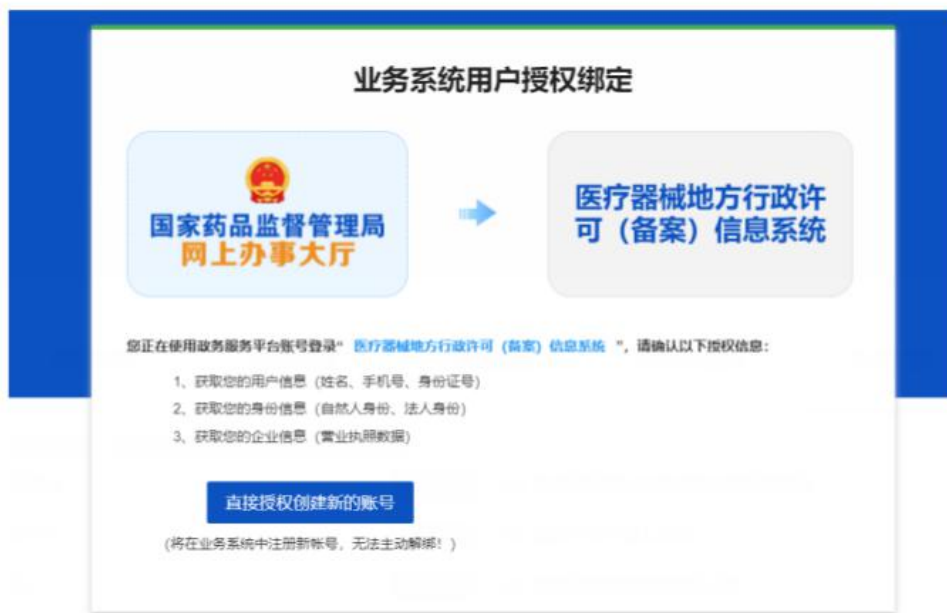 业务系统用户授权绑定
国家药品监督管理局
网上办事大厅
医疗器械地方行政许
可（备案）信息系统
您正在使用政务服务平台账号登录“ 医疗器械地方行政许可（备案）信息系统 ”，请确认以下授权信息：
1、获取您的用户信息（姓名、手机号、身份证号）
2、获取您的身份信息（自然人身份、法人身份）
3、获取您的企业信息（营业执照数据）
直接授权创建新的账号
（将在业务系统中注册新帐号，无法主动解绑！）